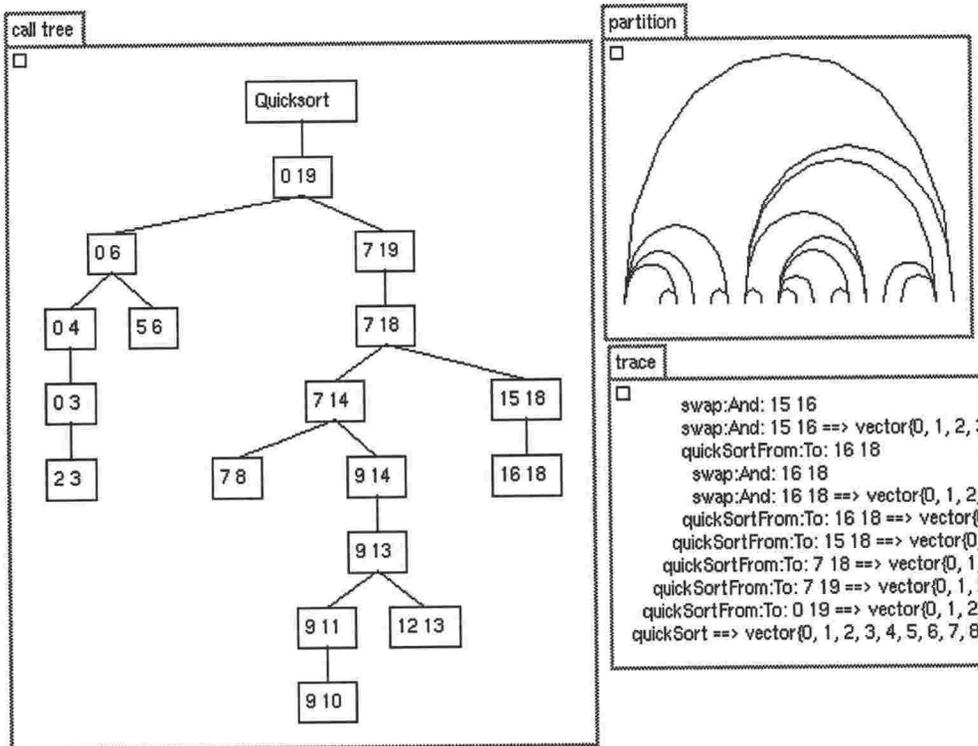 call tree
Quicksort
0 19
0 6
7 19
0 4
5 6
7 18
0 3
7 14
15 18
2 3
7 8
9 14
16 18
9 13
9 11
12 13
9 10
partition
trace
swap:And: 15 16
swap:And: 15 16 ==> vector{0, 1, 2, 3
quickSortFrom:To: 16 18
swap:And: 16 18
swap:And: 16 18 ==> vector{0, 1, 2,
quickSortFrom:To: 16 18 ==> vector{
quickSortFrom:To: 15 18 ==> vector{0,
quickSortFrom:To: 7 18 ==> vector{0, 1,
quickSortFrom:To: 7 19 ==> vector{0, 1,
quickSortFrom:To: 0 19 ==> vector{0, 1, 2
quickSort ==> vector{0, 1, 2, 3, 4, 5, 6, 7, 8